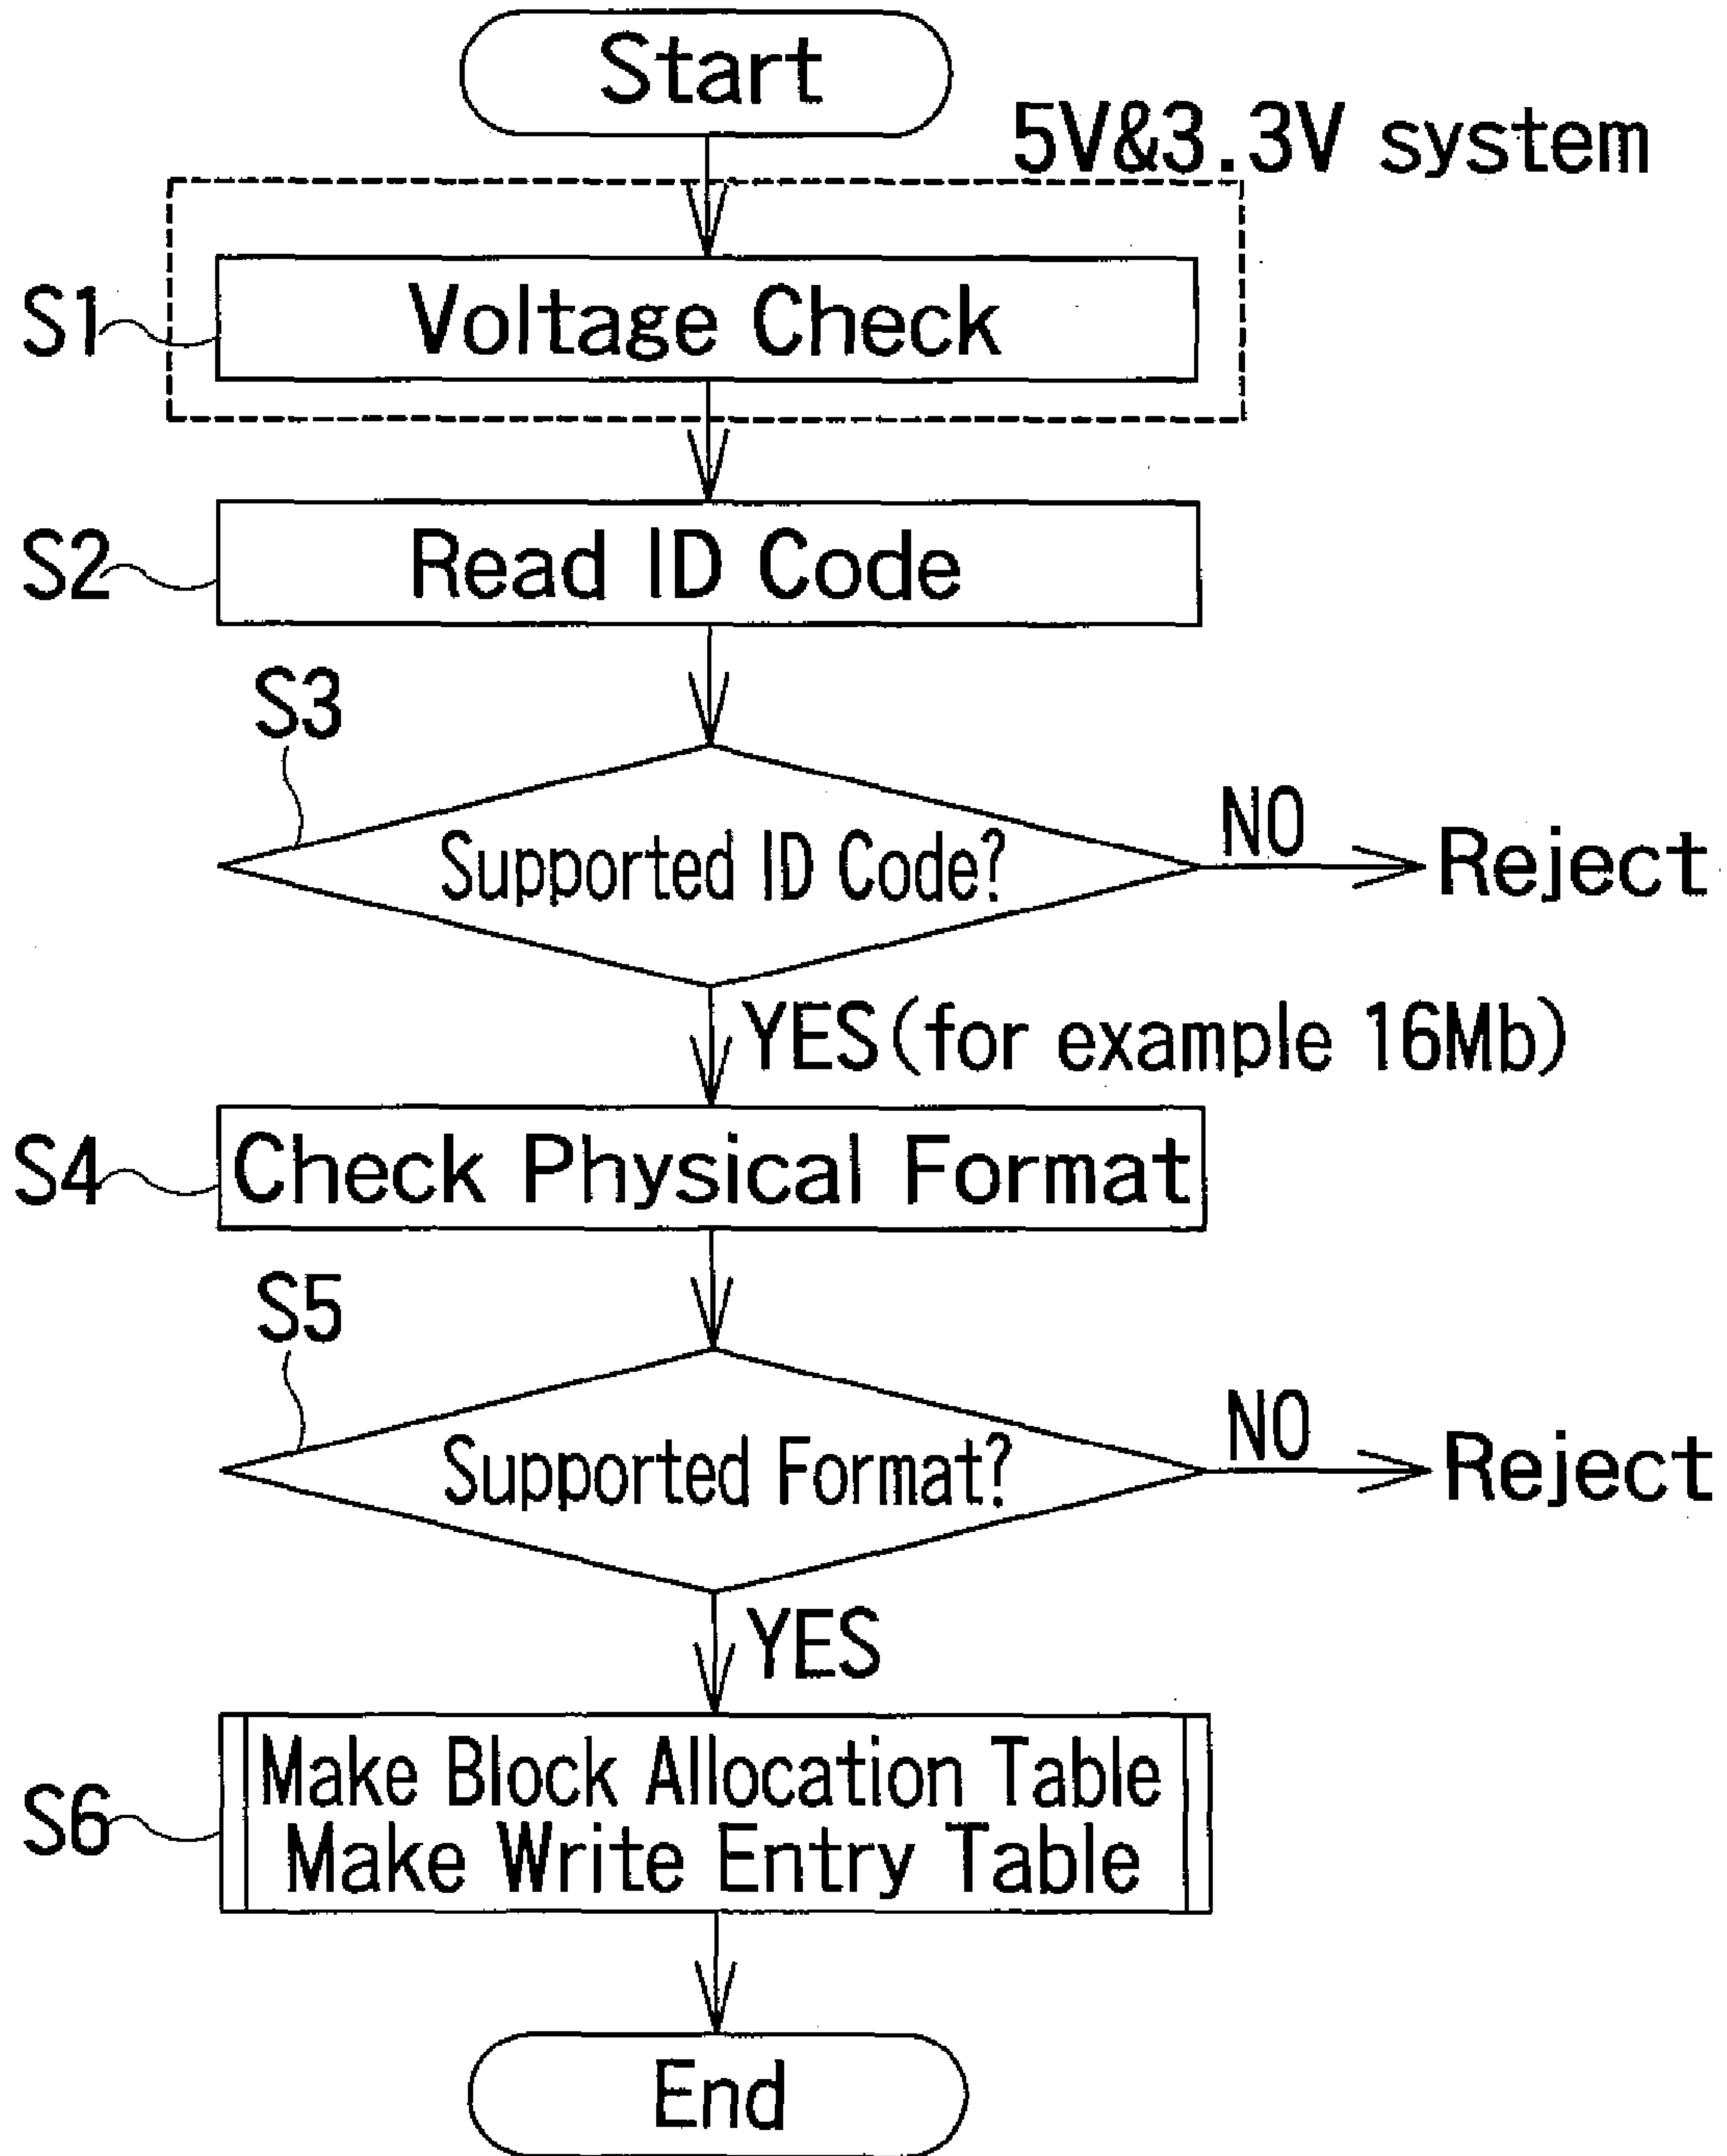 Start
5V&3.3V system
S1
Voltage Check
S2
Read ID Code
S3
Supported ID Code?
NO
Reject
YES(for example 16Mb)
S4
Check Physical Format
S5
Supported Format?
NO
Reject
YES
S6
Make Block Allocation Table
Make Write Entry Table
End